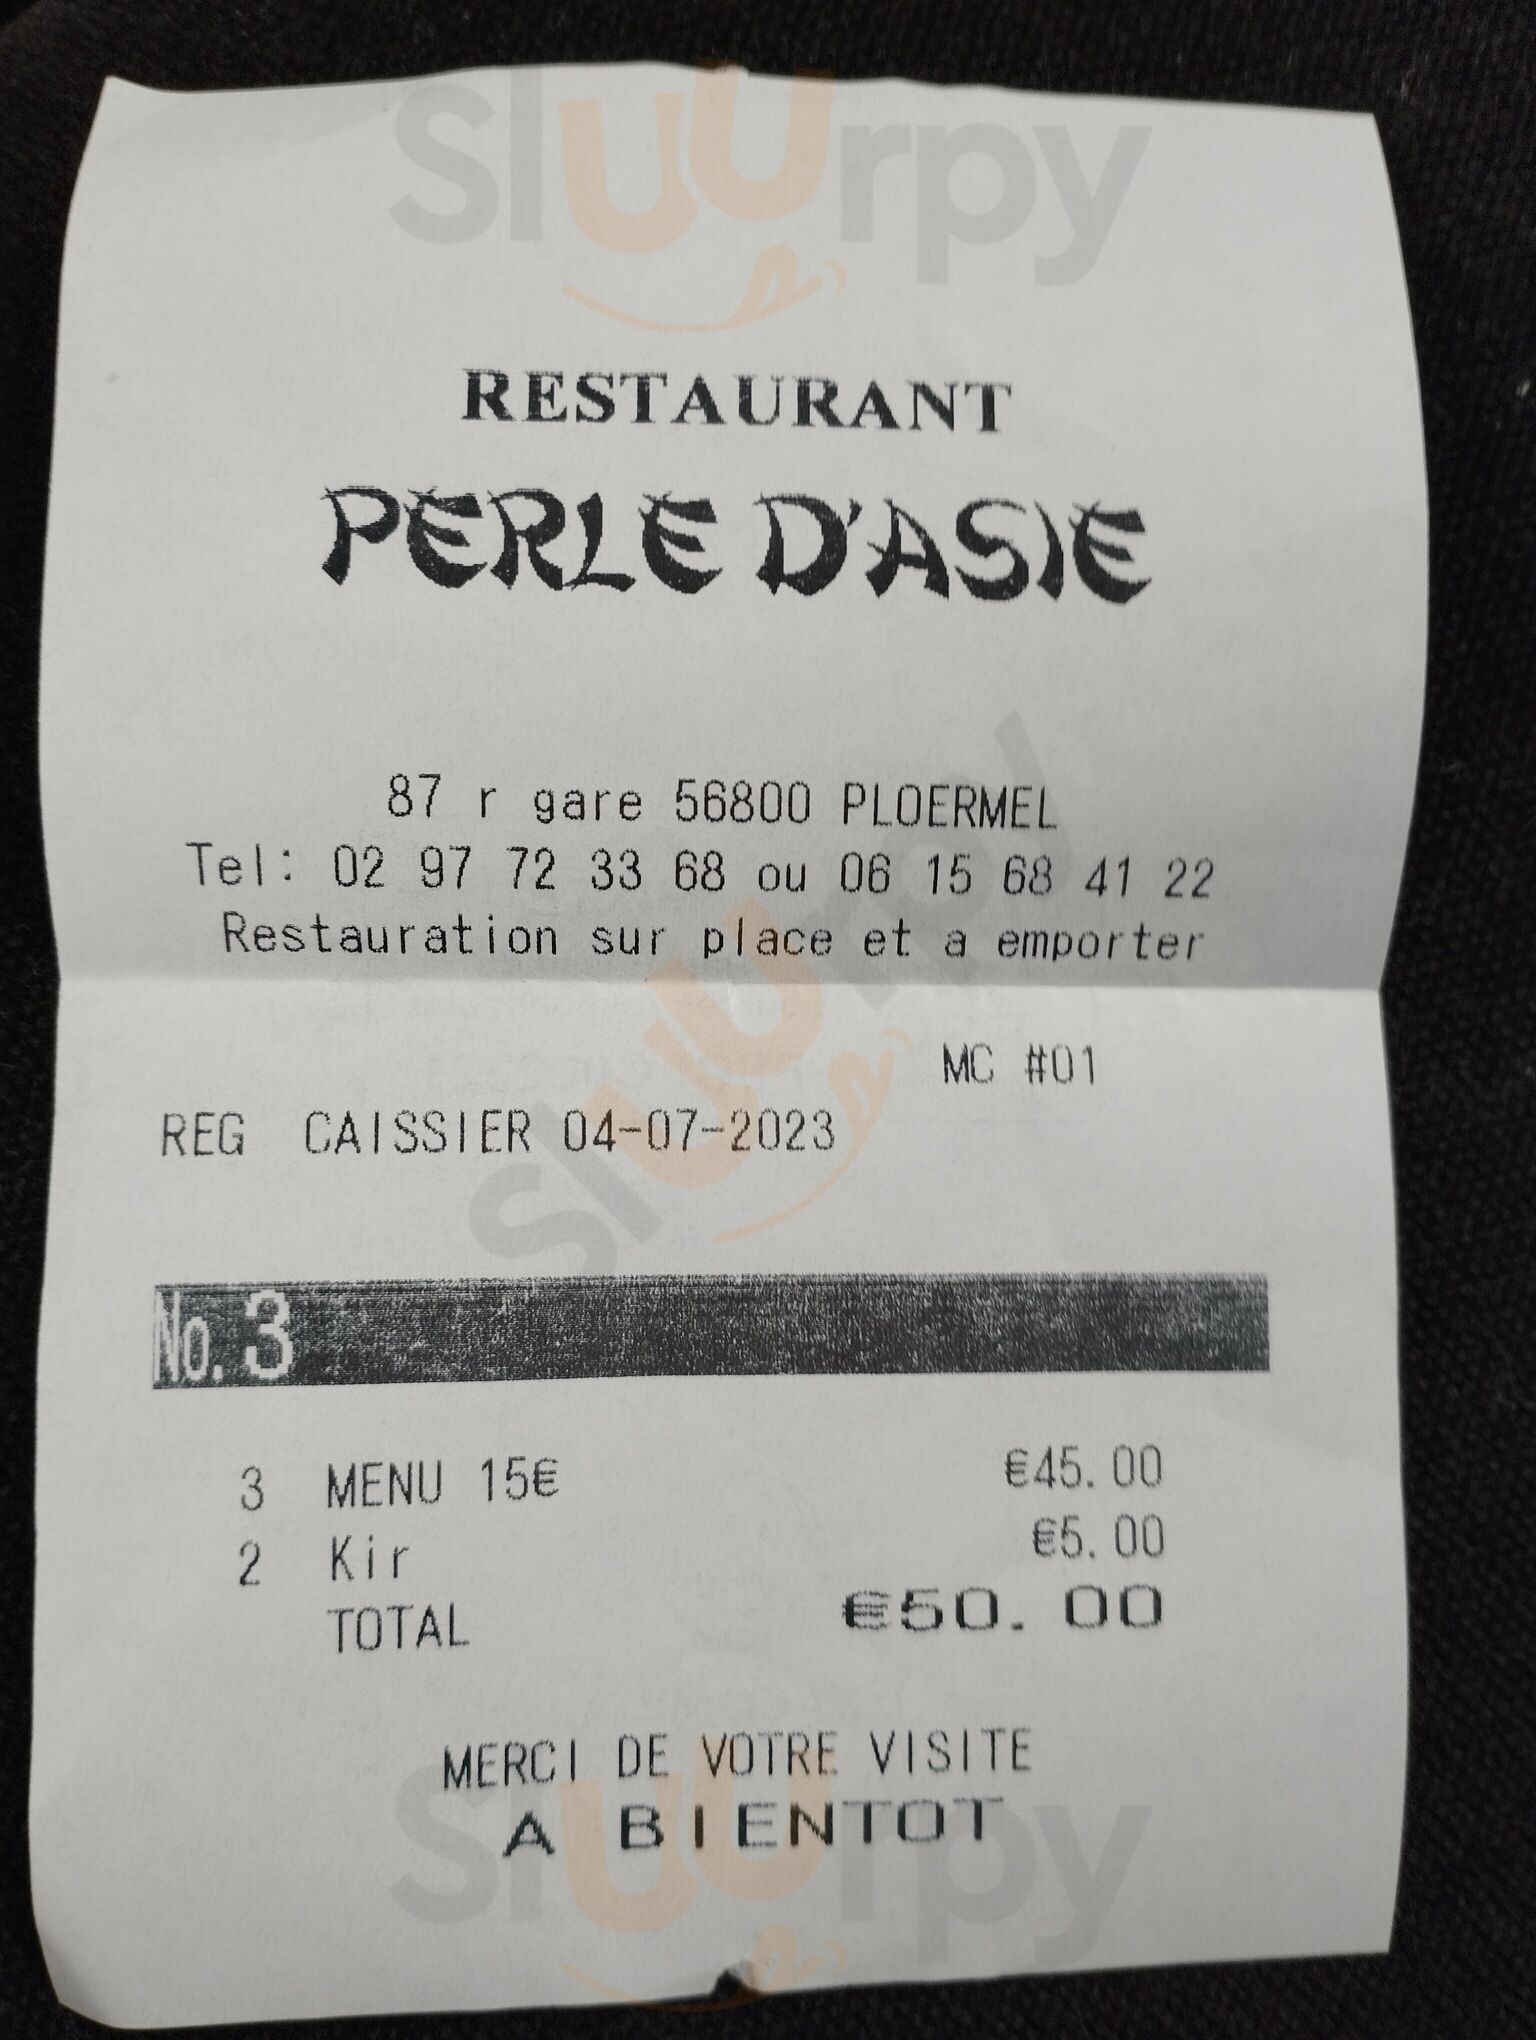 Sluurpy
RESTAURANT
PERLE D'ASIE
87 r gare 56800 PLOERMEL
Tel: 02 97 72 33 68 ou 06 15 68 41 22
Restauration sur place et a emporter
Sluurpy
MC #01
REG CAISSIER 04-07-2023
No. 3
3 MENU 15€ €45.00
2 Kir €5.00
TOTAL €50.00
MERCI DE VOTRE VISITE
A BIENTOT
Sluurpy